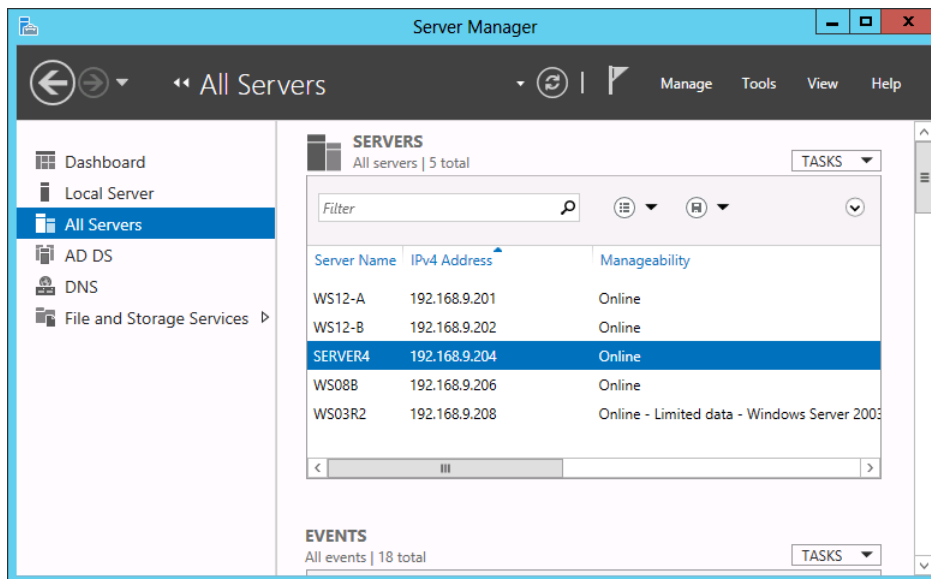 Server Manager
All Servers
Manage Tools View Help
Dashboard
Local Server
All Servers
AD DS
DNS
File and Storage Services
SERVERS
All servers | 5 total
TASKS
Filter
Server Name IPv4 Address Manageability
WS12-A 192.168.9.201 Online
WS12-B 192.168.9.202 Online
SERVER4 192.168.9.204 Online
WS08B 192.168.9.206 Online
WS03R2 192.168.9.208 Online - Limited data - Windows Server 2003
EVENTS
All events | 18 total
TASKS